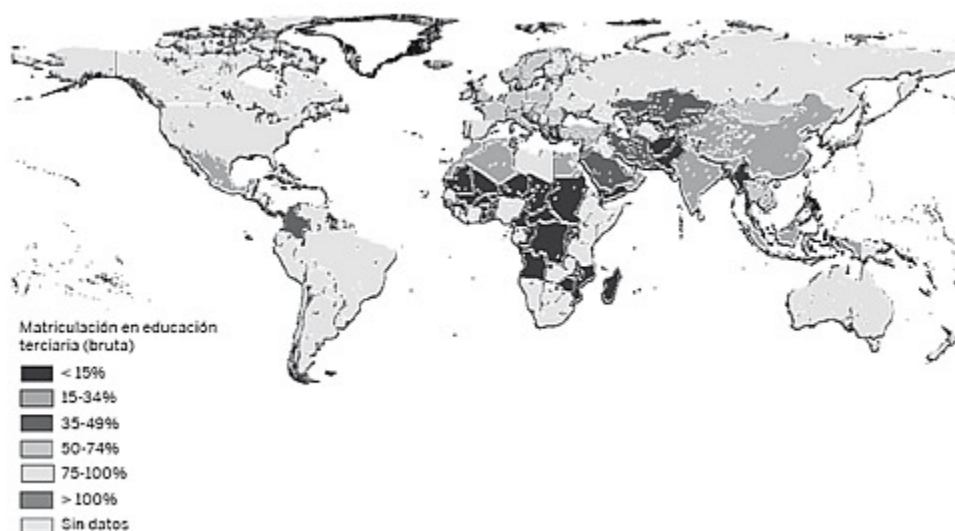 Matriculación en educación
terciaria (bruta)
< 15%
15-34%
35-49%
50-74%
75-100%
> 100%
Sin datos